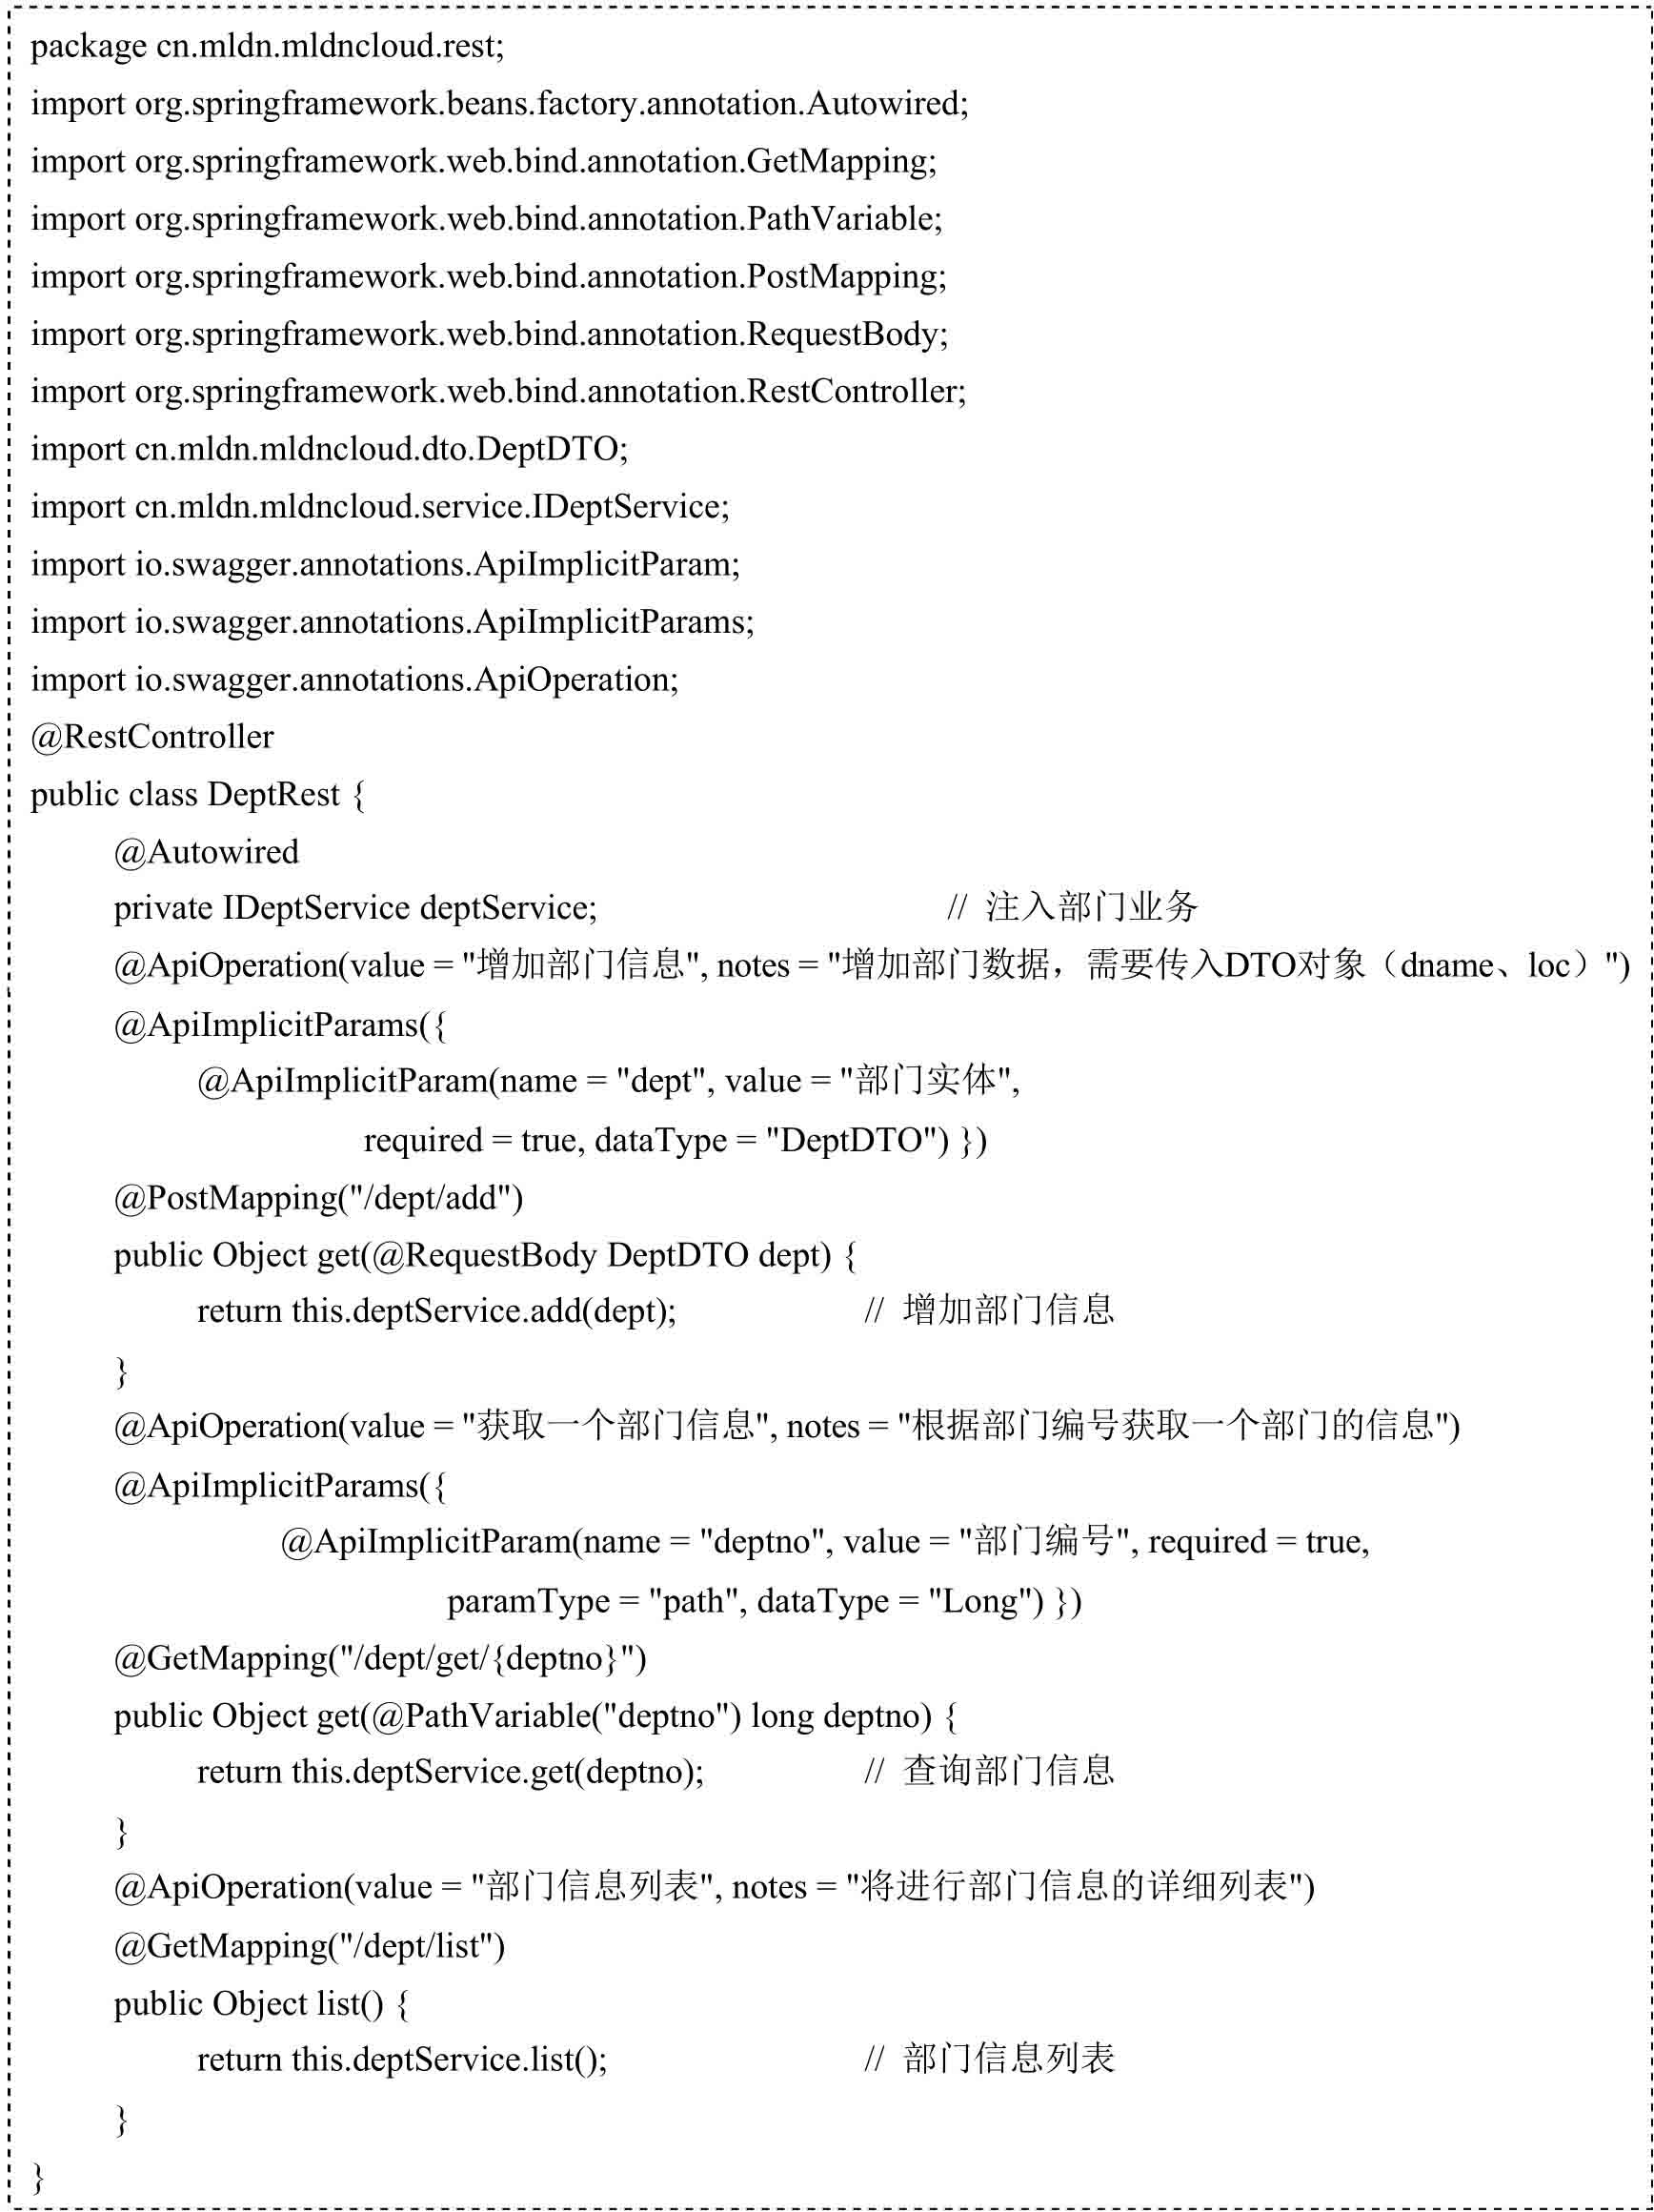 package cn.mldn.mldncloud.rest;
import org.springframework.beans.factory.annotation.Autowired;
import org.springframework.web.bind.annotation.GetMapping;
import org.springframework.web.bind.annotation.PathVariable;
import org.springframework.web.bind.annotation.PostMapping;
import org.springframework.web.bind.annotation.RequestBody;
import org.springframework.web.bind.annotation.RestController;
import cn.mldn.mldncloud.dto.DeptDTO;
import cn.mldn.mldncloud.service.IDeptService;
import io.swagger.annotations.ApiImplicitParam;
import io.swagger.annotations.ApiImplicitParams;
import io.swagger.annotations.ApiOperation;
@RestController
public class DeptRest {
@Autowired
private IDeptService deptService; // 注入部门业务
@ApiOperation(value = "增加部门信息", notes = "增加部门数据，需要传入DTO对象（dname、loc）")
@ApiImplicitParams({
@ApiImplicitParam(name = "dept", value = "部门实体",
required = true, dataType = "DeptDTO") })
@PostMapping("/dept/add")
public Object get(@RequestBody DeptDTO dept) {
return this.deptService.add(dept); // 增加部门信息
}
@ApiOperation(value = "获取一个部门信息", notes = "根据部门编号获取一个部门的信息")
@ApiImplicitParams({
@ApiImplicitParam(name = "deptno", value = "部门编号", required = true,
paramType = "path", dataType = "Long") })
@GetMapping("/dept/get/{deptno}")
public Object get(@PathVariable("deptno") long deptno) {
return this.deptService.get(deptno); // 查询部门信息
}
@ApiOperation(value = "部门信息列表", notes = "将进行部门信息的详细列表")
@GetMapping("/dept/list")
public Object list() {
return this.deptService.list(); // 部门信息列表
}
}